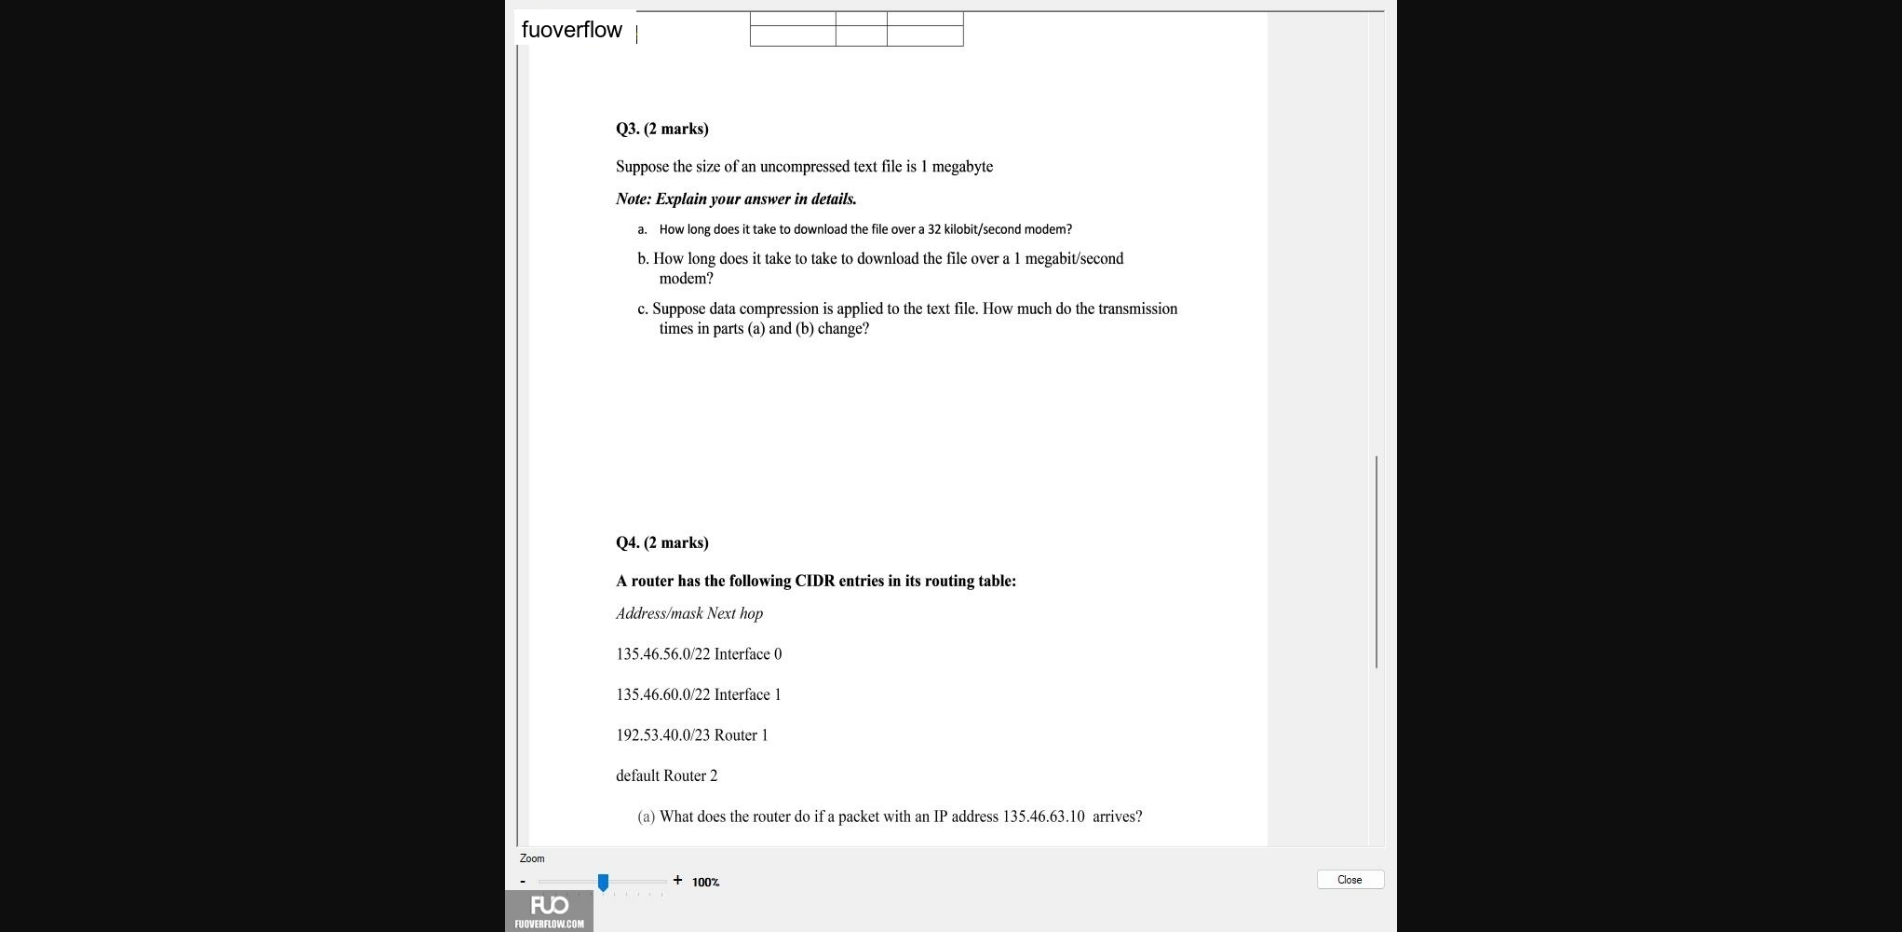 fuoverflow
Q3. (2 marks)
Suppose the size of an uncompressed text file is 1 megabyte
Note: Explain your answer in details.
a. How long does it take to download the file over a 32 kilobit/second modem?
b. How long does it take to take to download the file over a 1 megabit/second
modem?
c. Suppose data compression is applied to the text file. How much do the transmission
times in parts (a) and (b) change?
Q4. (2 marks)
A router has the following CIDR entries in its routing table:
Address/mask Next hop
135.46.56.0/22 Interface 0
135.46.60.0/22 Interface 1
192.53.40.0/23 Router 1
default Router 2
(a) What does the router do if a packet with an IP address 135.46.63.10 arrives?
Zoom
- + 100%
Close
FUO
FUOVERFLOW.COM